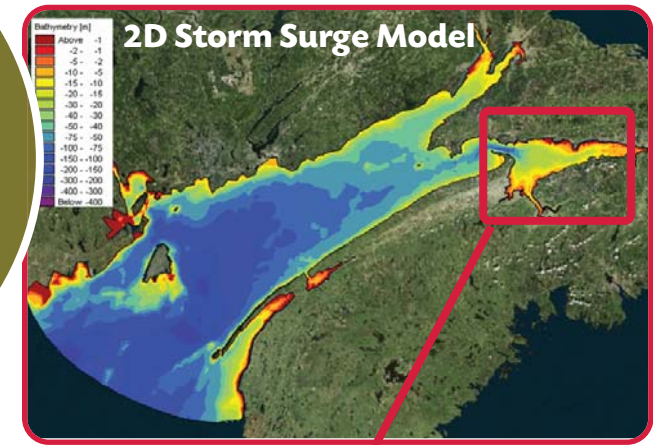 2D Storm Surge Model
Bathymetry [m]
Above -1
-2 - -1
-5 - -2
-10 - -5
-15 - -10
-20 - -15
-30 - -20
-40 - -30
-50 - -40
-75 - -50
-100 - -75
-150 - -100
-200 - -150
-300 - -200
-400 - -300
Below -400